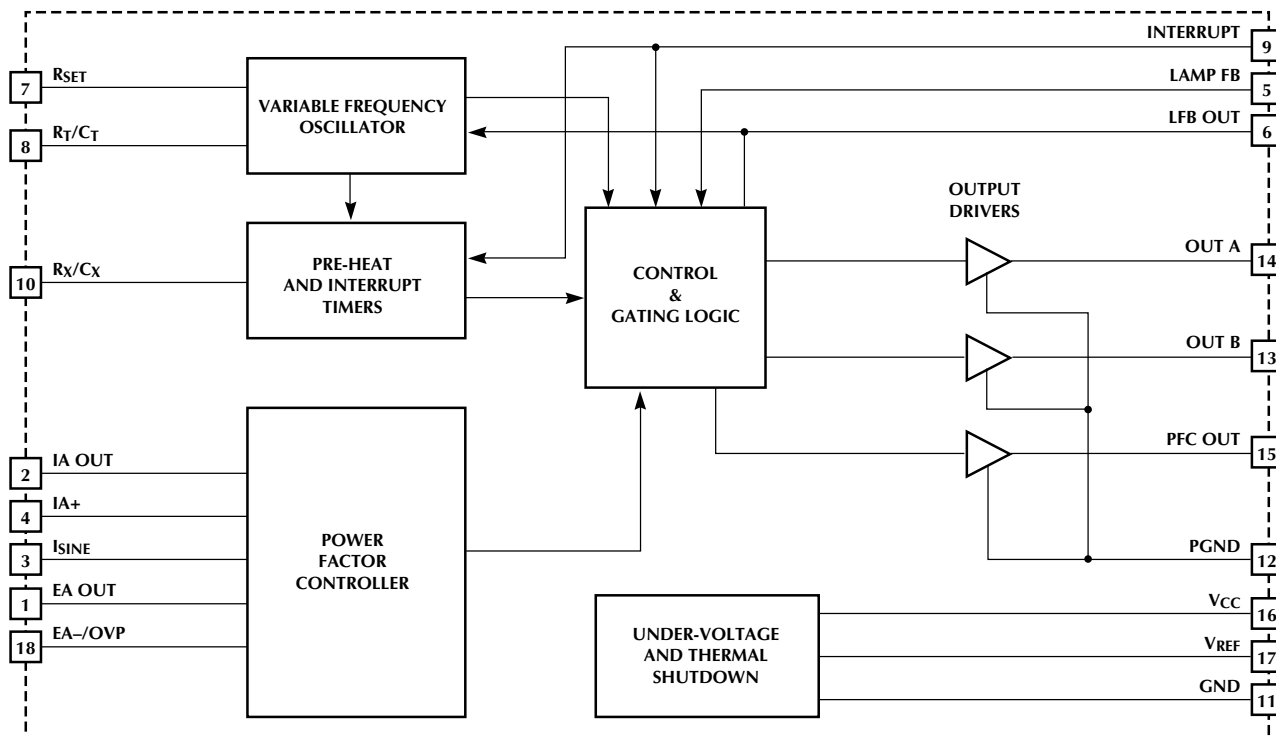 INTERRUPT
9
7
RSET
LAMP FB
5
VARIABLE FREQUENCY
OSCILLATOR
LFB OUT
6
8
RT/CT
OUTPUT
DRIVERS
10
RX/CX
PRE-HEAT
AND INTERRUPT
TIMERS
CONTROL
&
GATING LOGIC
OUT A
14
OUT B
13
PFC OUT
15
2
IA OUT
4
IA+
3
ISINE
1
EA OUT
18
EA–/OVP
POWER
FACTOR
CONTROLLER
PGND
12
UNDER-VOLTAGE
AND THERMAL
SHUTDOWN
VCC
16
VREF
17
GND
11